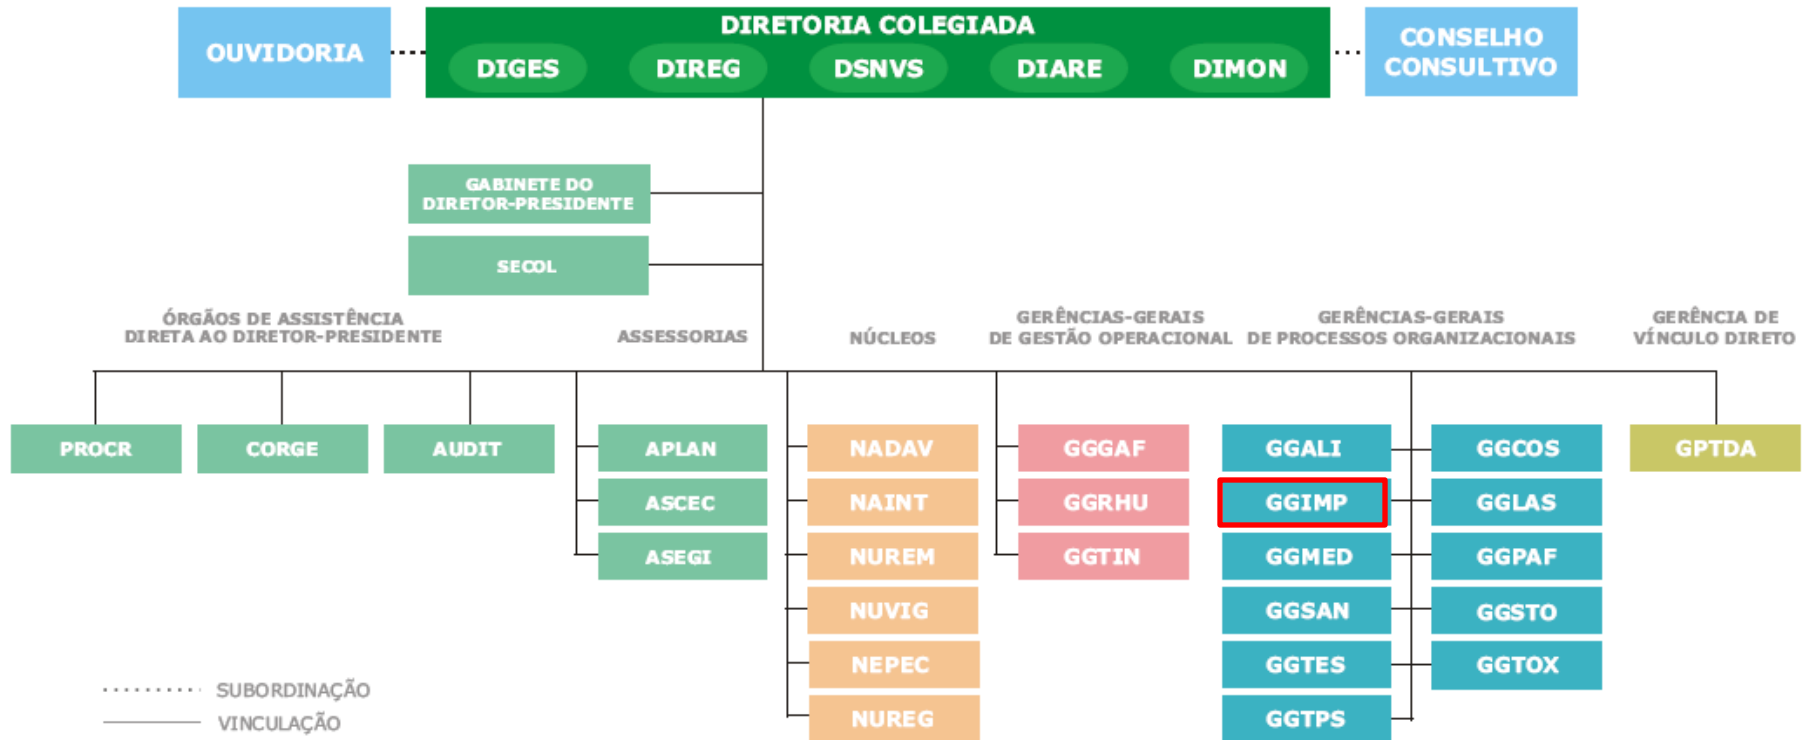 OUVIDORIA
DIRETORIA COLEGIADA
DIGES
DIREG
DSNVS
DIARE
DIMON
CONSELHO
CONSULTIVO
GABINETE DO
DIRETOR-PRESIDENTE
SECOL
ÓRGÃOS DE ASSISTÊNCIA
DIRETA AO DIRETOR-PRESIDENTE
ASSESSORIAS
NÚCLEOS
GERÊNCIAS-GERAIS
DE GESTÃO OPERACIONAL
GERÊNCIAS-GERAIS
DE PROCESSOS ORGANIZACIONAIS
GERÊNCIA DE
VÍNCULO DIRETO
PROCR
CORGE
AUDIT
APLAN
ASCEC
ASEGI
NADAV
NAINT
NUREM
NUVIG
NEPEC
NUREG
GGGAF
GGRHU
GGTIN
GGALI
GGIMP
GGMED
GGSAN
GGTES
GGTPS
GGCOS
GGLAS
GGPAF
GGSTO
GGTOX
GPTDA
SUBORDINAÇÃO
VINCULAÇÃO